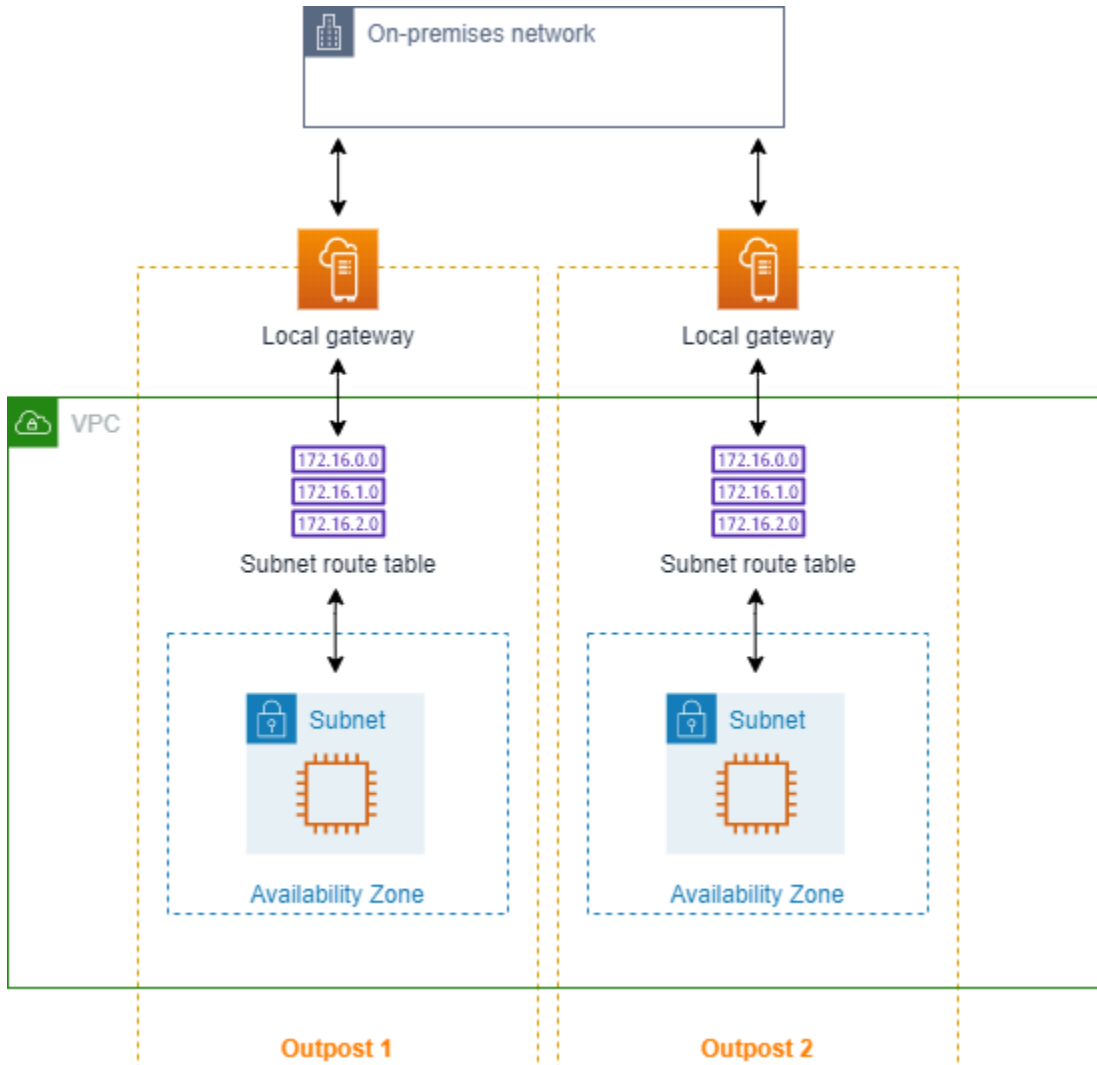 On-premises network
Local gateway
Local gateway
VPC
172.16.0.0
172.16.1.0
172.16.2.0
172.16.0.0
172.16.1.0
172.16.2.0
Subnet route table
Subnet route table
Subnet
Subnet
Availability Zone
Availability Zone
Outpost 1
Outpost 2